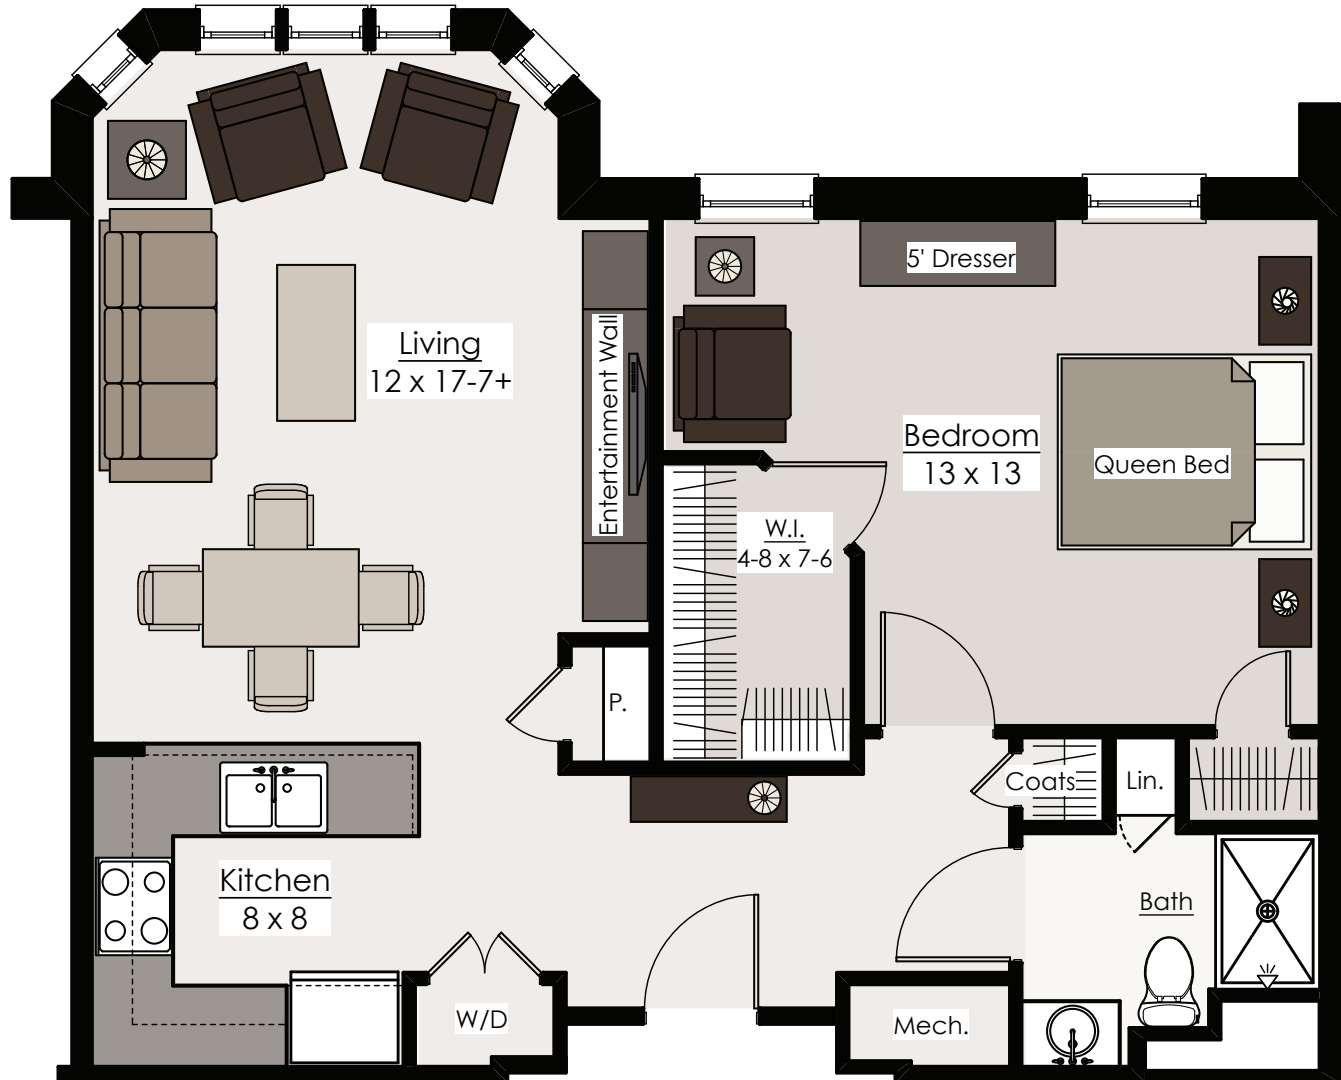 5' Dresser
Living
12 x 17-7+
Entertainment Wall
Bedroom
13 x 13
Queen Bed
W.I.
4-8 x 7-6
P.
Coats
Lin.
Kitchen
8 x 8
Bath
W/D
Mech.